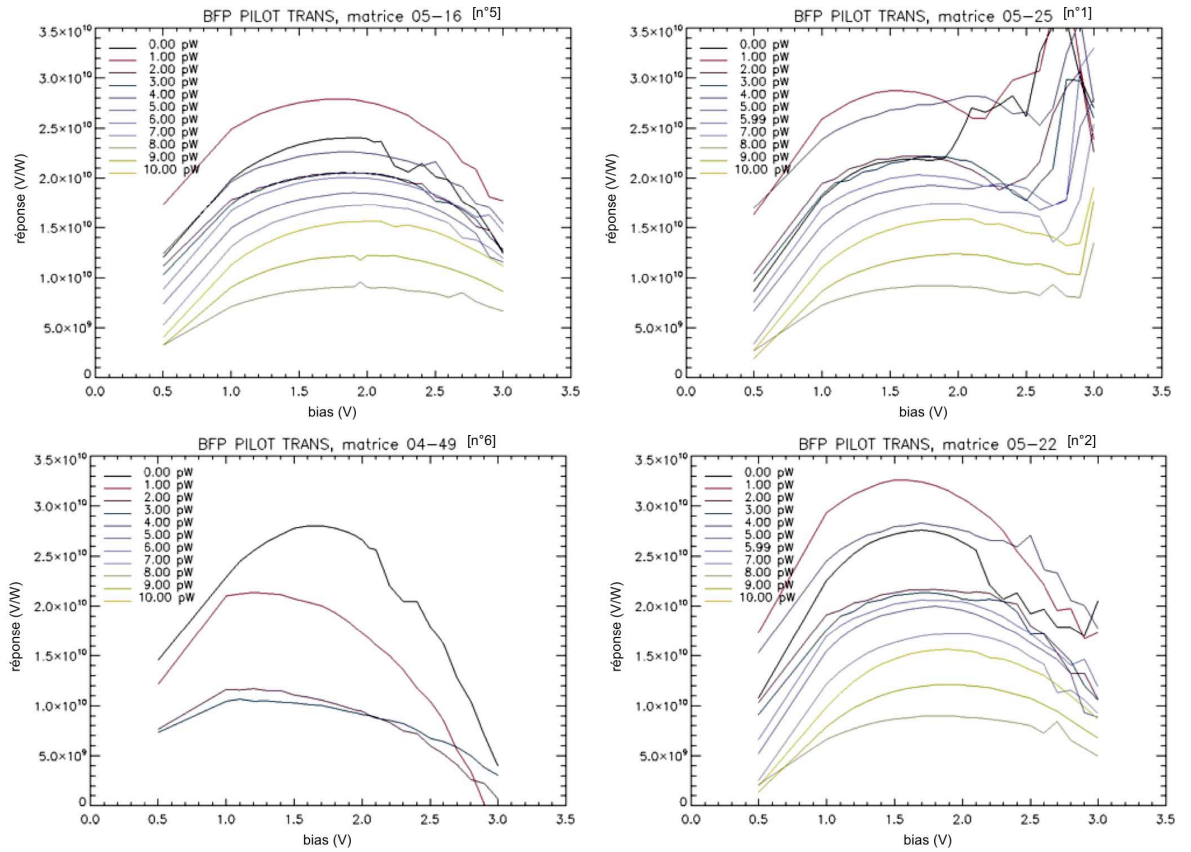 BFP PILOT TRANS, matrice 05-16 [n°5]
3.5×10¹⁰
3.0×10¹⁰
2.5×10¹⁰
2.0×10¹⁰
1.5×10¹⁰
1.0×10¹⁰
5.0×10⁹
0
réponse (V/W)
0.00 pW
1.00 pW
2.00 pW
3.00 pW
4.00 pW
5.00 pW
6.00 pW
7.00 pW
8.00 pW
9.00 pW
10.00 pW
0.0 0.5 1.0 1.5 2.0 2.5 3.0 3.5
bias (V)
BFP PILOT TRANS, matrice 05-25 [n°1]
3.5×10¹⁰
3.0×10¹⁰
2.5×10¹⁰
2.0×10¹⁰
1.5×10¹⁰
1.0×10¹⁰
5.0×10⁹
0
réponse (V/W)
0.00 pW
1.00 pW
2.00 pW
3.00 pW
4.00 pW
5.00 pW
5.99 pW
7.00 pW
8.00 pW
9.00 pW
10.00 pW
0.0 0.5 1.0 1.5 2.0 2.5 3.0 3.5
bias (V)
BFP PILOT TRANS, matrice 04-49 [n°6]
3.5×10¹⁰
3.0×10¹⁰
2.5×10¹⁰
2.0×10¹⁰
1.5×10¹⁰
1.0×10¹⁰
5.0×10⁹
0
réponse (V/W)
0.00 pW
1.00 pW
2.00 pW
3.00 pW
4.00 pW
5.00 pW
6.00 pW
7.00 pW
8.00 pW
9.00 pW
10.00 pW
0.0 0.5 1.0 1.5 2.0 2.5 3.0 3.5
bias (V)
BFP PILOT TRANS, matrice 05-22 [n°2]
3.5×10¹⁰
3.0×10¹⁰
2.5×10¹⁰
2.0×10¹⁰
1.5×10¹⁰
1.0×10¹⁰
5.0×10⁹
0
réponse (V/W)
0.00 pW
1.00 pW
2.00 pW
3.00 pW
4.00 pW
5.00 pW
5.99 pW
7.00 pW
8.00 pW
9.00 pW
10.00 pW
0.0 0.5 1.0 1.5 2.0 2.5 3.0 3.5
bias (V)